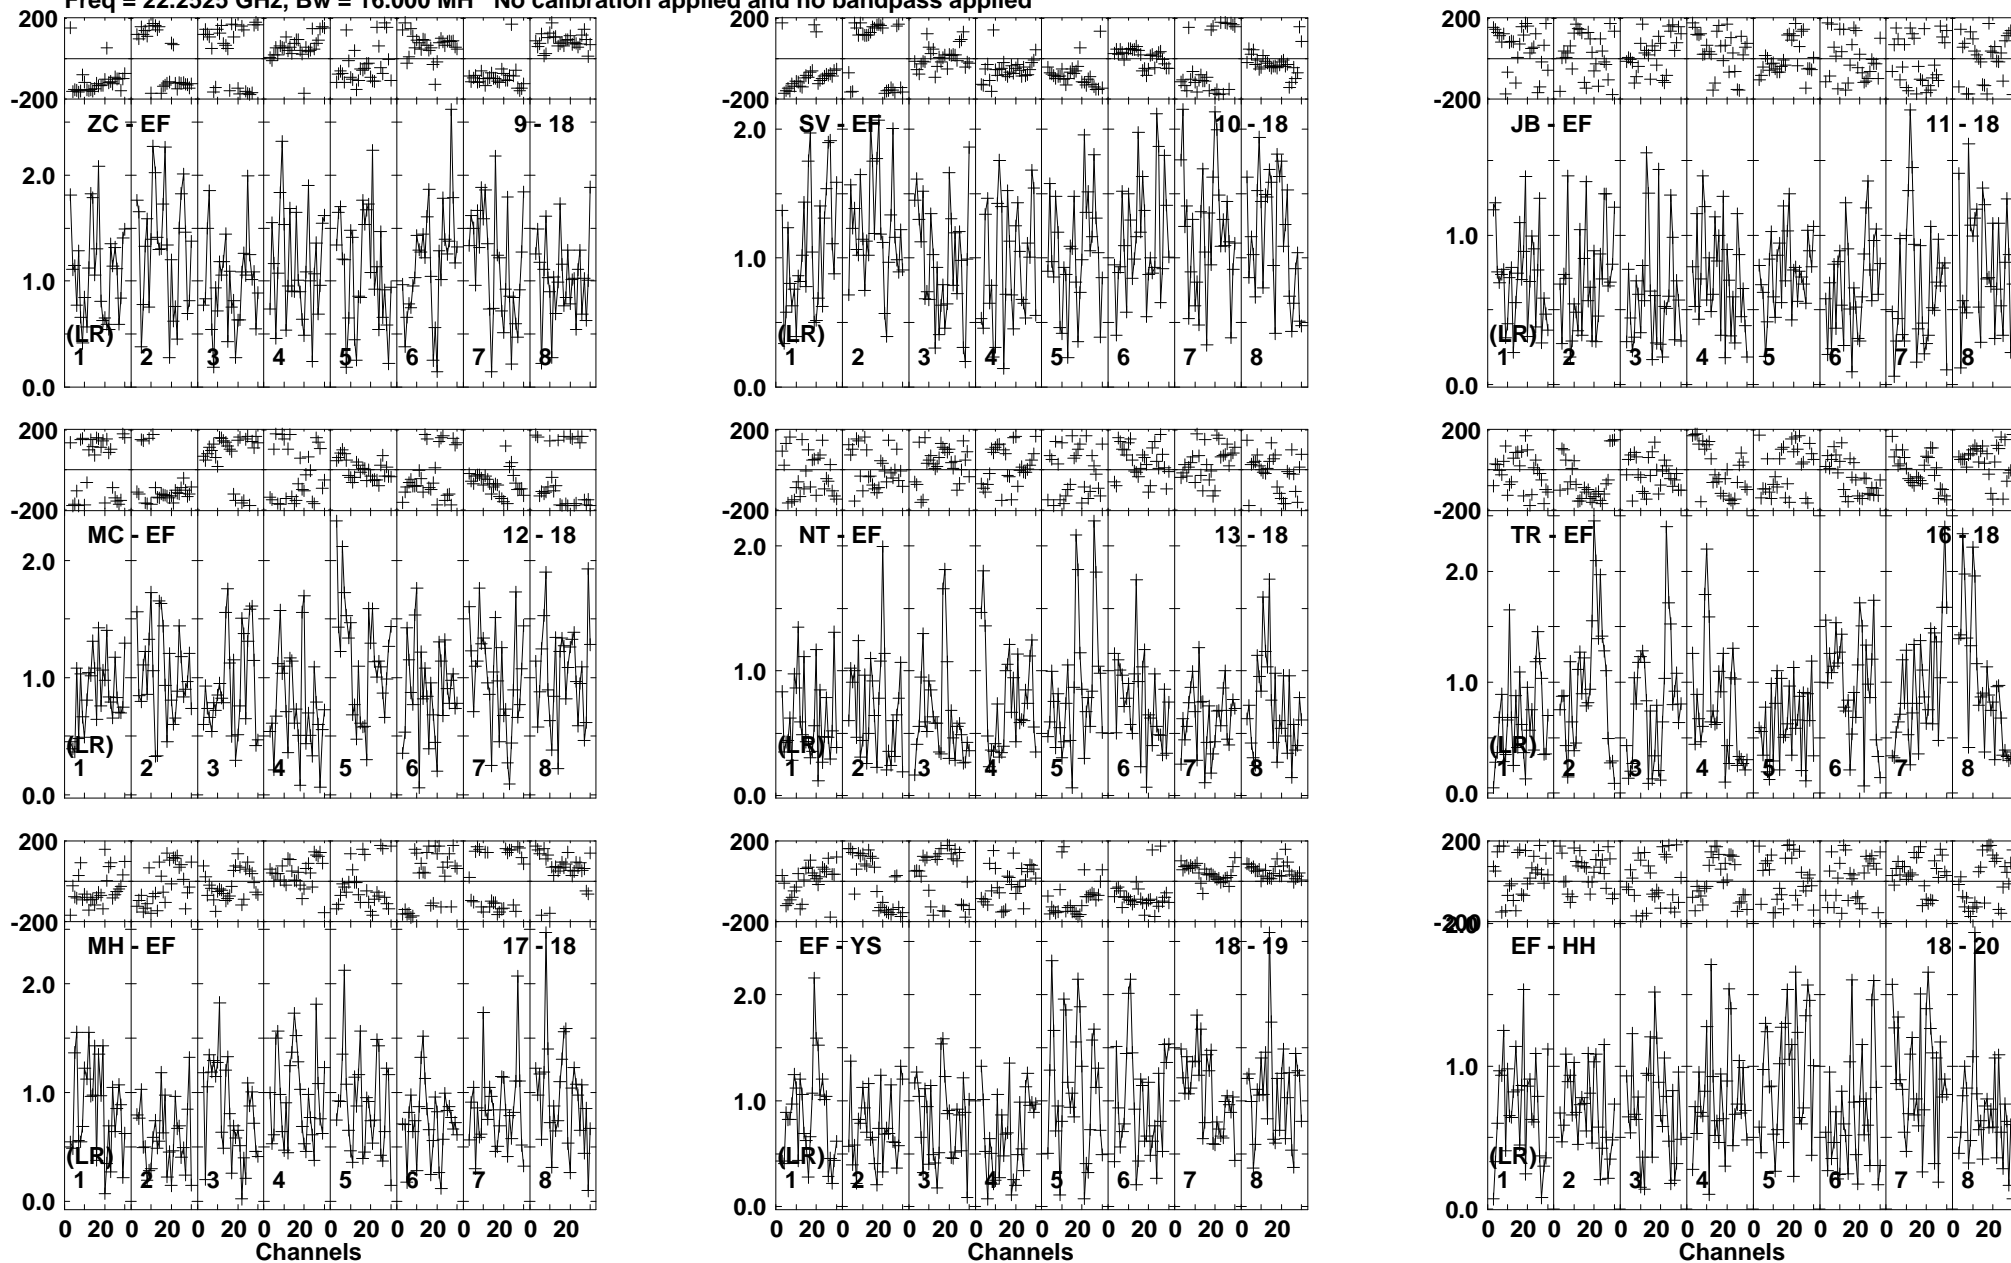 Freq = 22.2525 GHz, Bw = 16.000 MH No calibration applied and no bandpass applied
200
-200
ZC - EF 9 - 18
2.0
1.0
0.0
(LR)
1 2 3 4 5 6 7 8
200
-200
SV - EF 10 - 18
2.0
1.0
0.0
(LR)
1 2 3 4 5 6 7 8
200
-200
JB - EF 11 - 18
1.0
0.0
(LR)
1 2 3 4 5 6 7 8
200
-200
MC - EF 12 - 18
2.0
1.0
0.0
(LR)
1 2 3 4 5 6 7 8
200
-200
NT - EF 13 - 18
2.0
1.0
0.0
(LR)
1 2 3 4 5 6 7 8
200
-200
TR - EF 16 - 18
2.0
1.0
0.0
(LR)
1 2 3 4 5 6 7 8
200
-200
MH - EF 17 - 18
2.0
1.0
0.0
(LR)
1 2 3 4 5 6 7 8
0 20 0 20 0 20 0 20 0 20 0 20 0 20 0 20
Channels
200
-200
EF - YS 18 - 19
2.0
1.0
0.0
(LR)
1 2 3 4 5 6 7 8
0 20 0 20 0 20 0 20 0 20 0 20 0 20 0 20
Channels
200
-200
2.0
EF - HH 18 - 20
1.0
0.0
(LR)
1 2 3 4 5 6 7 8
0 20 0 20 0 20 0 20 0 20 0 20 0 20 0 20
Channels